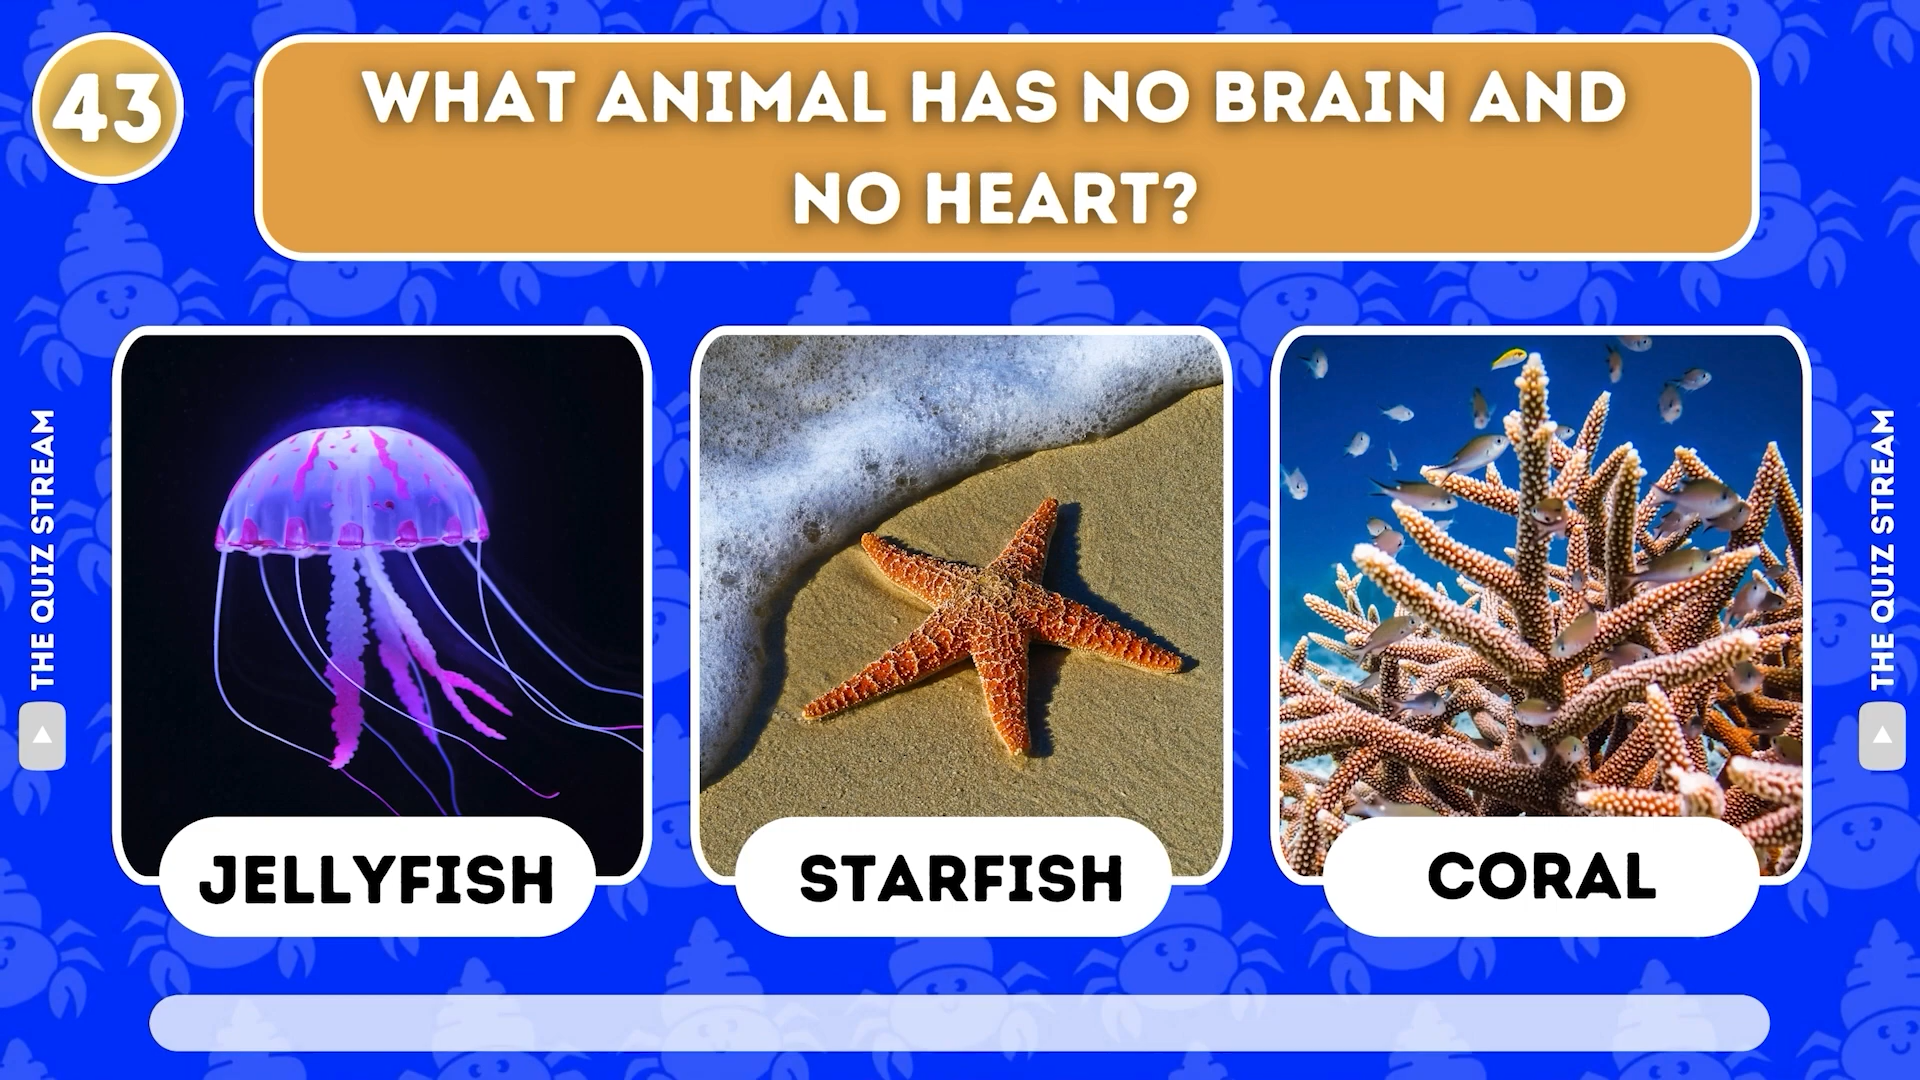 43
WHAT ANIMAL HAS NO BRAIN AND
NO HEART?
THE QUIZ STREAM
THE QUIZ STREAM
JELLYFISH
STARFISH
CORAL